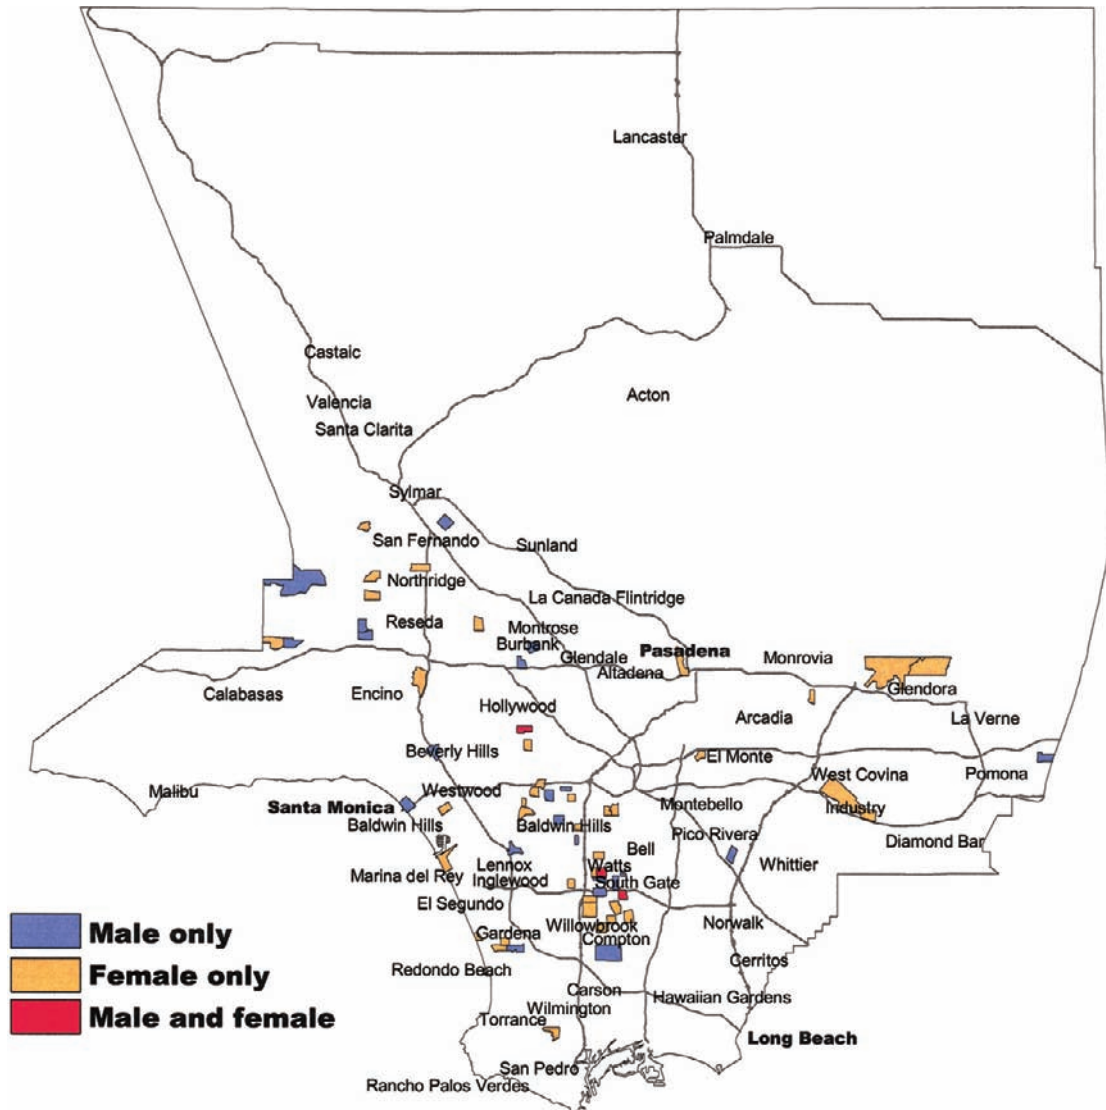 Lancaster
Palmdale
Castaic
Acton
Valencia
Santa Clarita
Sylmar
San Fernando
Sunland
Northridge
La Canada Flintridge
Reseda
Montrose
Burbank
Pasadena
Glendale
Monrovia
Altadena
Calabasas
Encino
Glendora
Hollywood
Arcadia
La Verne
Beverly Hills
El Monte
West Covina
Pomona
Malibu
Westwood
Santa Monica
Montebello
Industry
Baldwin Hills
Baldwin Hills
Pico Rivera
Diamond Bar
Bell
Lennox
Watts
Whittier
Marina del Rey
Inglewood
South Gate
El Segundo
Willowbrook
Norwalk
Gardena
Compton
Redondo Beach
Cerritos
Carson
Hawaiian Gardens
Wilmington
Torrance
Long Beach
San Pedro
Rancho Palos Verdes
Male only
Female only
Male and female